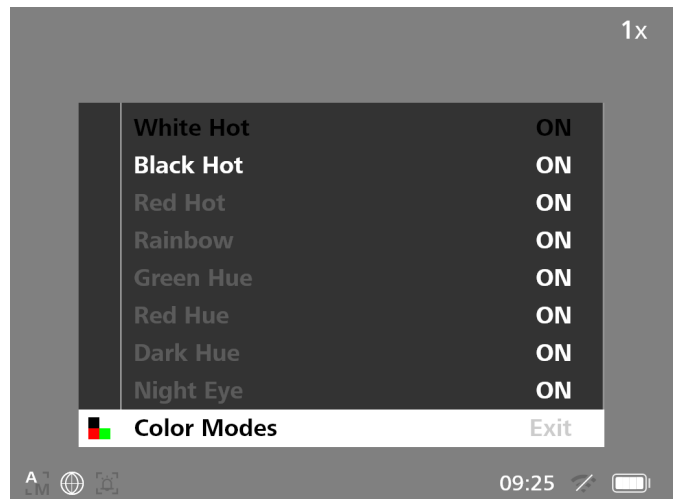 1x
White Hot ON
Black Hot ON
Red Hot ON
Rainbow ON
Green Hue ON
Red Hue ON
Dark Hue ON
Night Eye ON
Color Modes Exit
A M 09:25